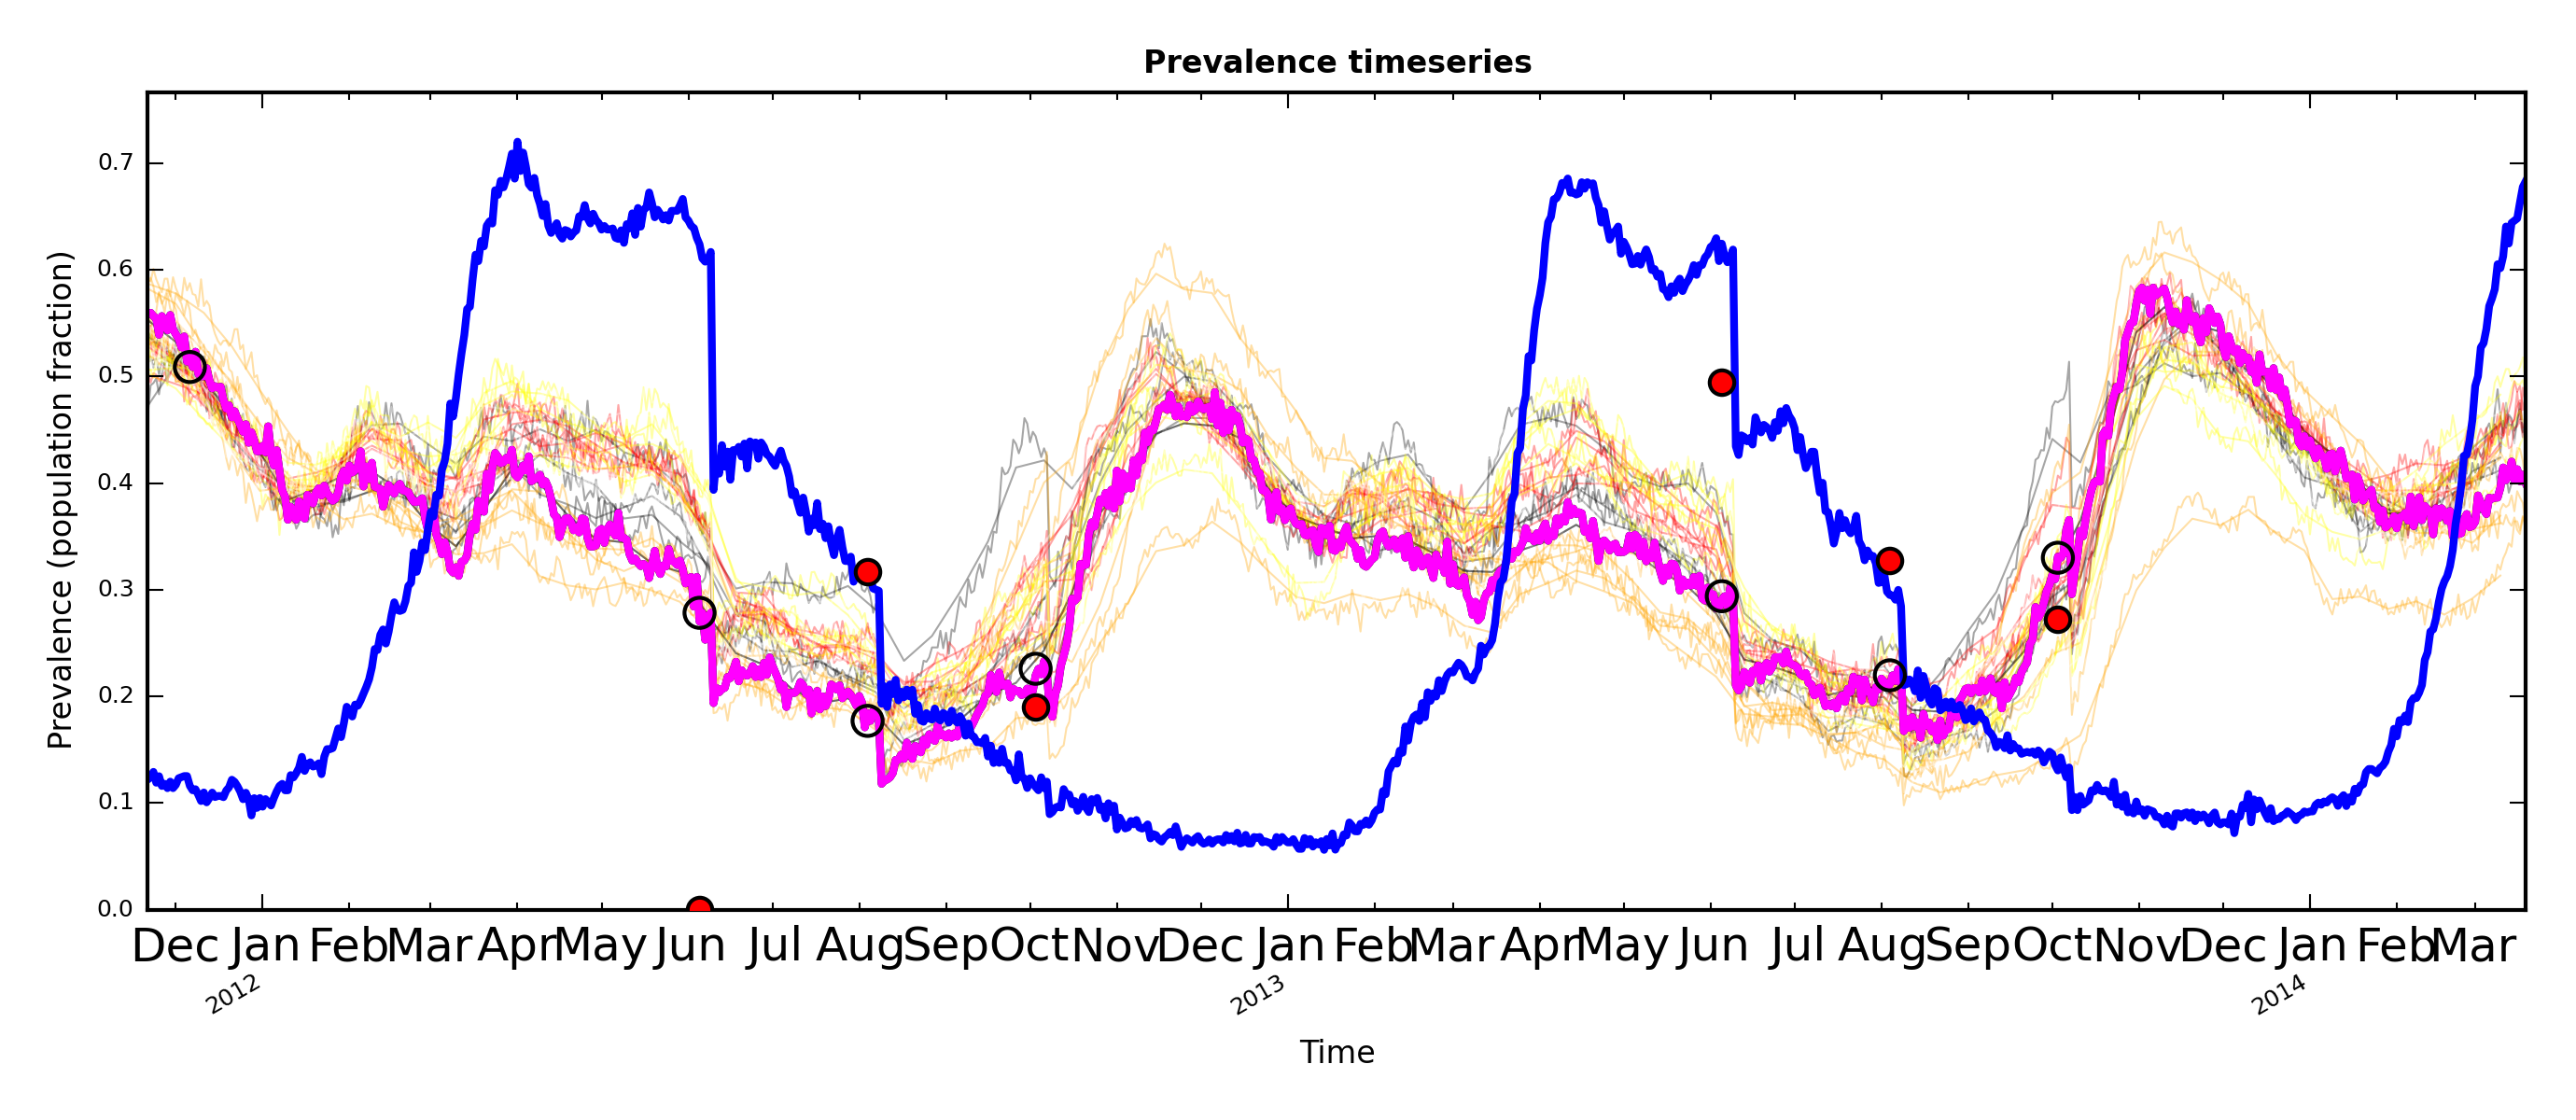 Prevalence timeseries
Prevalence (population fraction)
0.7
0.6
0.5
0.4
0.3
0.2
0.1
0.0
Dec Jan Feb Mar Apr May Jun Jul Aug Sep Oct Nov Dec Jan Feb Mar Apr May Jun Jul Aug Sep Oct Nov Dec Jan Feb Mar
2012 2013 2014
Time